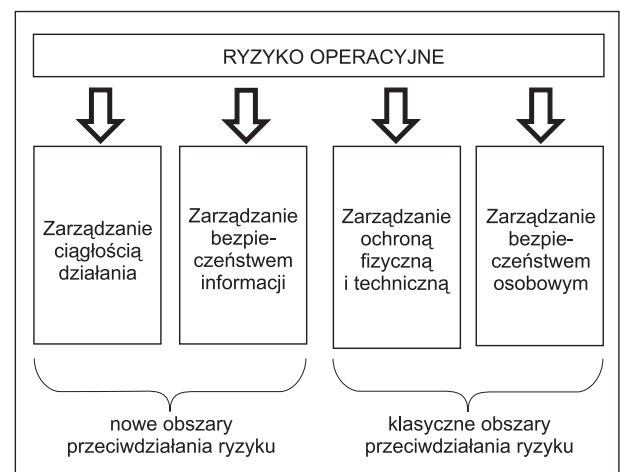 RYZYKO OPERACYJNE
Zarządzanie
ciągłością
działania
Zarządzanie
bezpie-
czeństwem
informacji
Zarządzanie
ochroną
fizyczną
i techniczną
Zarządzanie
bezpie-
czeństwem
osobowym
nowe obszary
przeciwdziałania ryzyku
klasyczne obszary
przeciwdziałania ryzyku